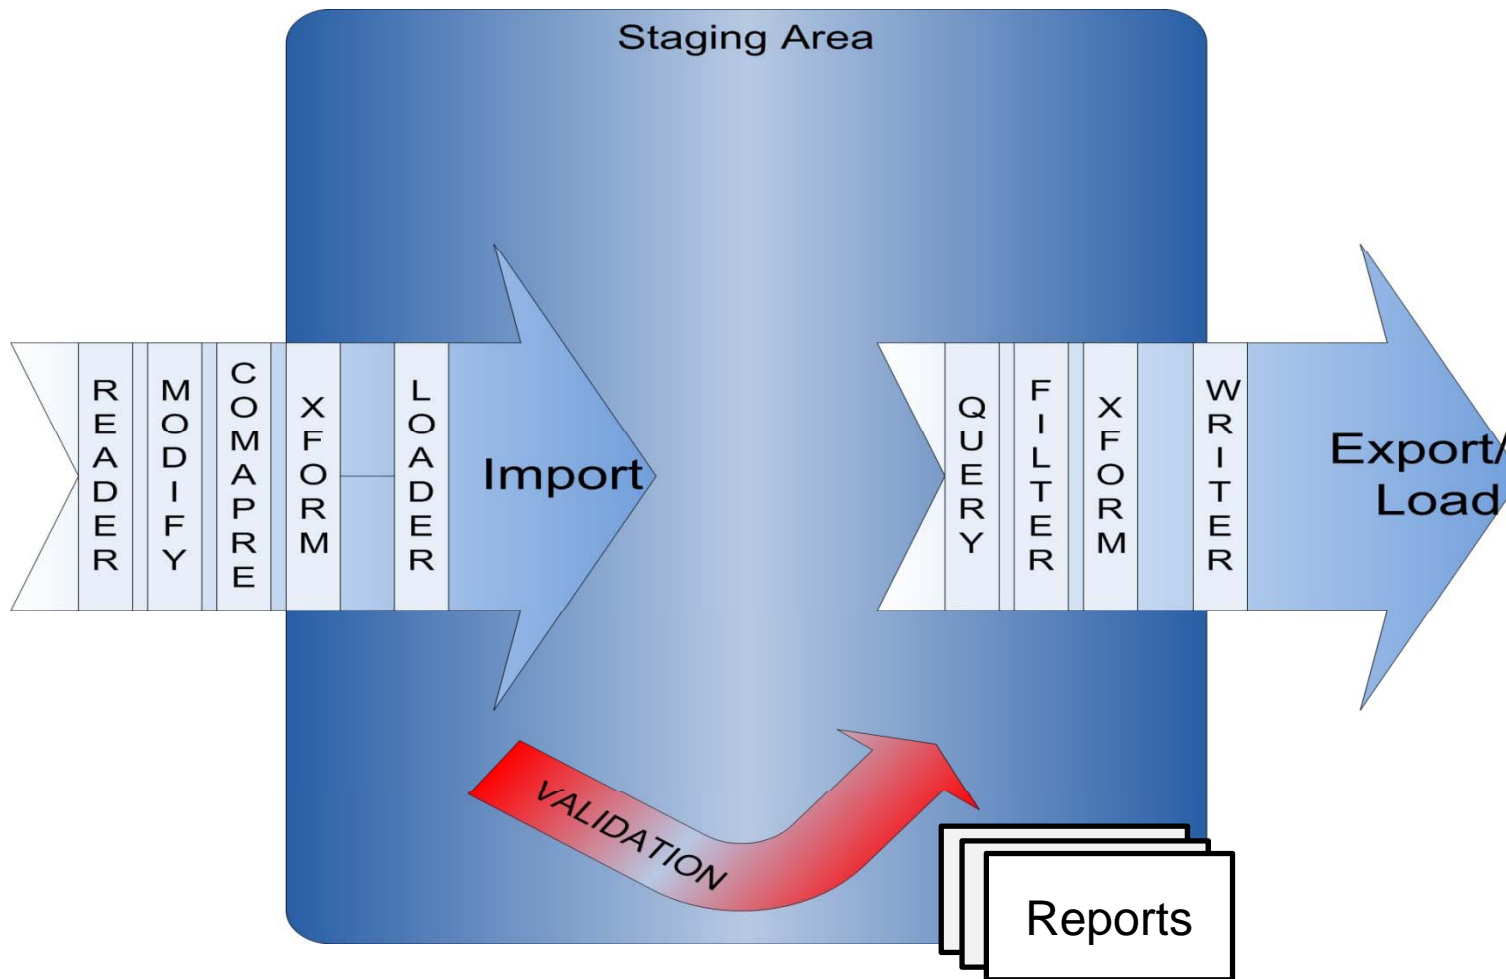 Staging Area
READER
MODIFY
COMAPRE
XFORM
LOADER
Import
QUERY
FILTER
XFORM
WRITER
Export/
Load
VALIDATION
Reports